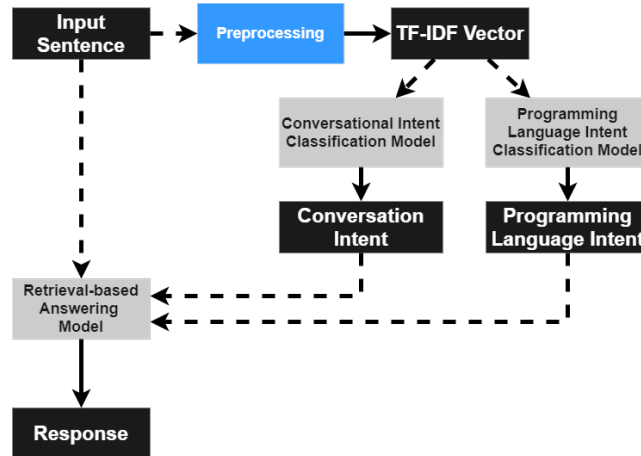 Input
Sentence
Preprocessing
TF-IDF Vector
Conversational Intent
Classification Model
Programming
Language Intent
Classification Model
Conversation
Intent
Programming
Language Intent
Retrieval-based
Answering
Model
Response